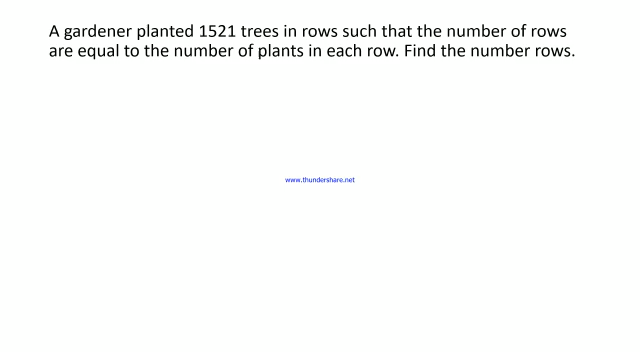 A gardener planted 1521 trees in rows such that the number of rows
are equal to the number of plants in each row. Find the number rows.
www.thundershare.net